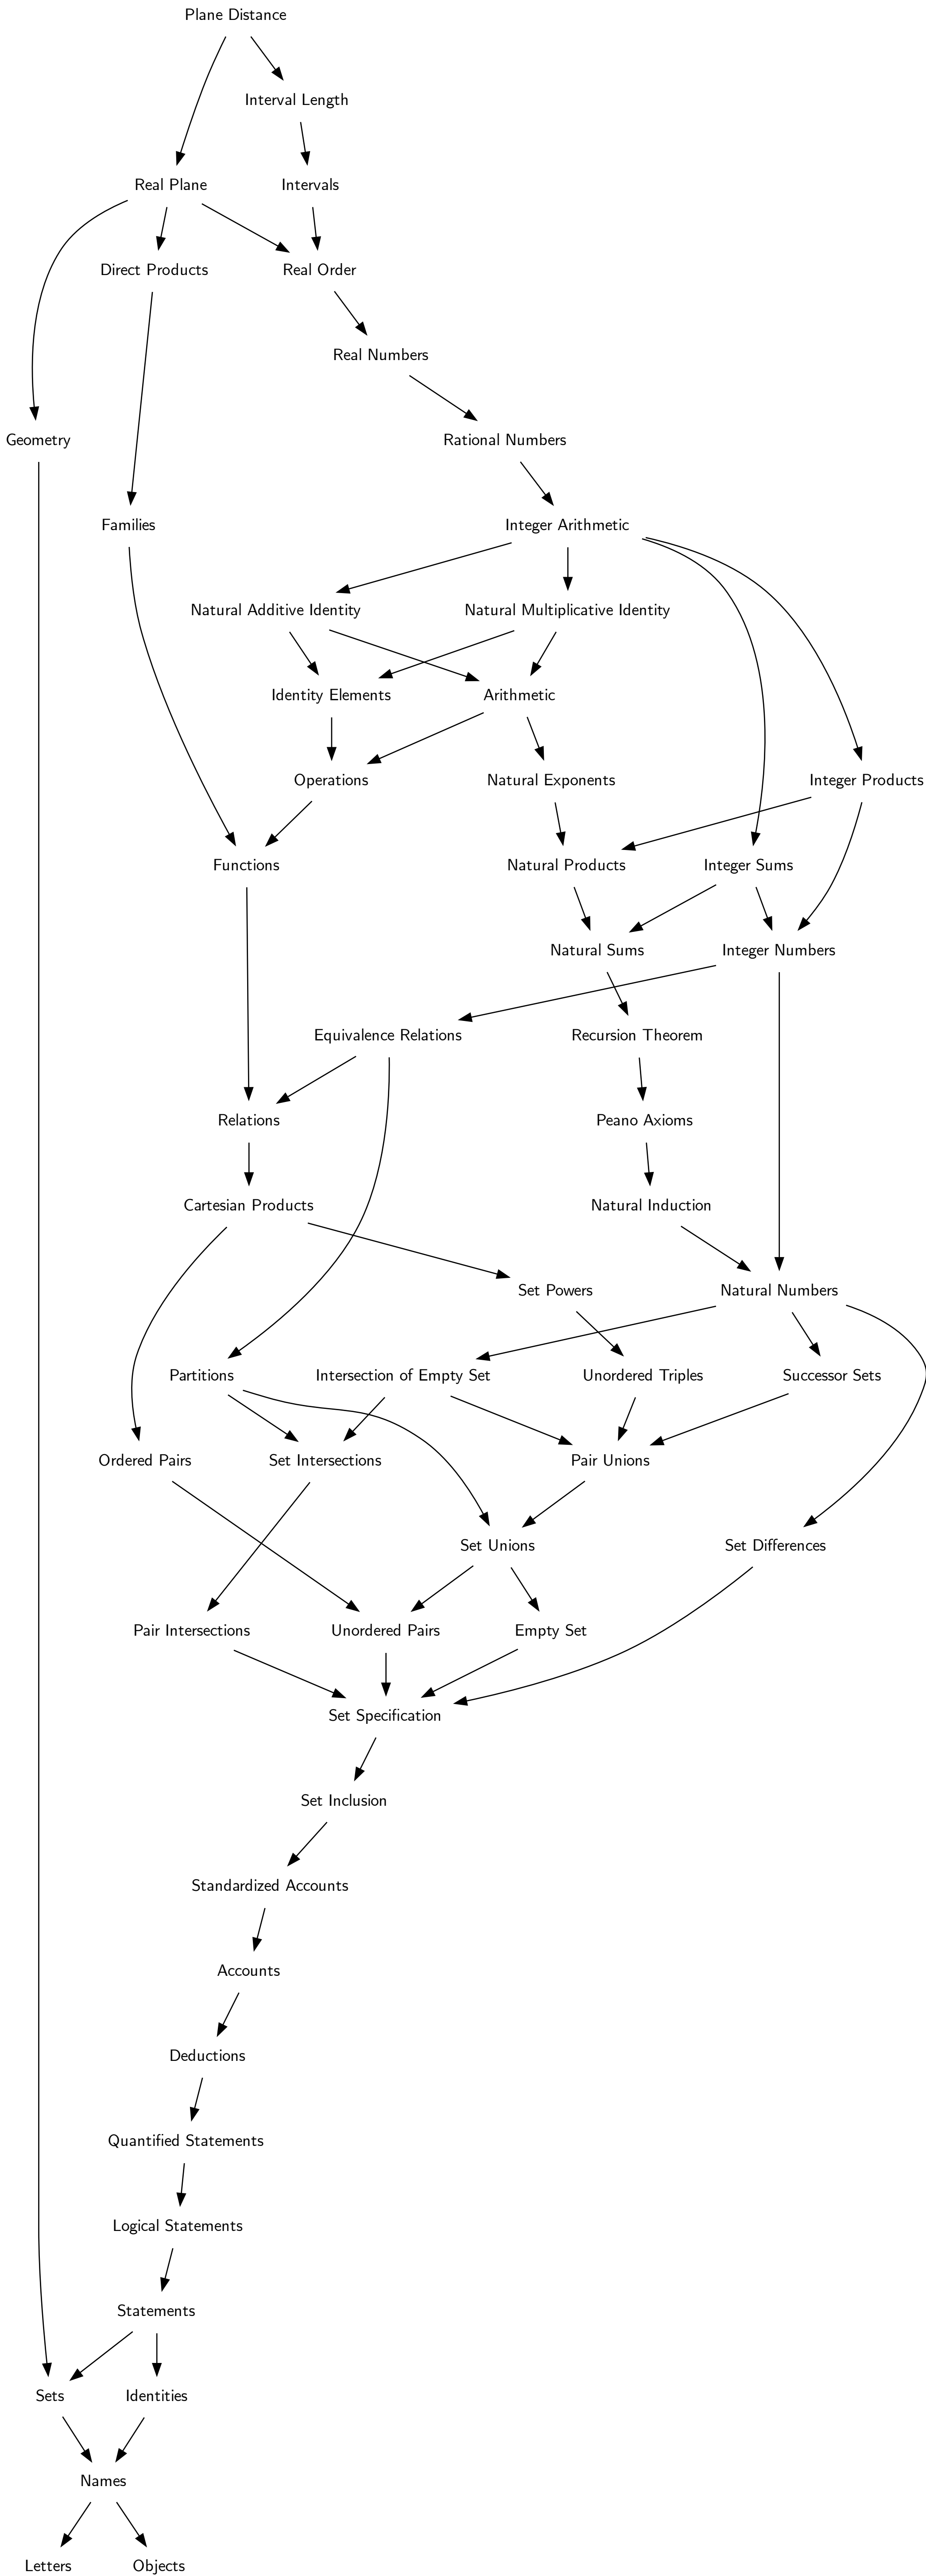 Plane Distance
Interval Length
Real Plane
Intervals
Direct Products
Real Order
Real Numbers
Geometry
Rational Numbers
Families
Integer Arithmetic
Natural Additive Identity
Natural Multiplicative Identity
Identity Elements
Arithmetic
Operations
Natural Exponents
Integer Products
Functions
Natural Products
Integer Sums
Natural Sums
Integer Numbers
Equivalence Relations
Recursion Theorem
Relations
Peano Axioms
Cartesian Products
Natural Induction
Set Powers
Natural Numbers
Partitions
Intersection of Empty Set
Unordered Triples
Successor Sets
Ordered Pairs
Set Intersections
Pair Unions
Set Unions
Set Differences
Pair Intersections
Unordered Pairs
Empty Set
Set Specification
Set Inclusion
Standardized Accounts
Accounts
Deductions
Quantified Statements
Logical Statements
Statements
Sets
Identities
Names
Letters
Objects